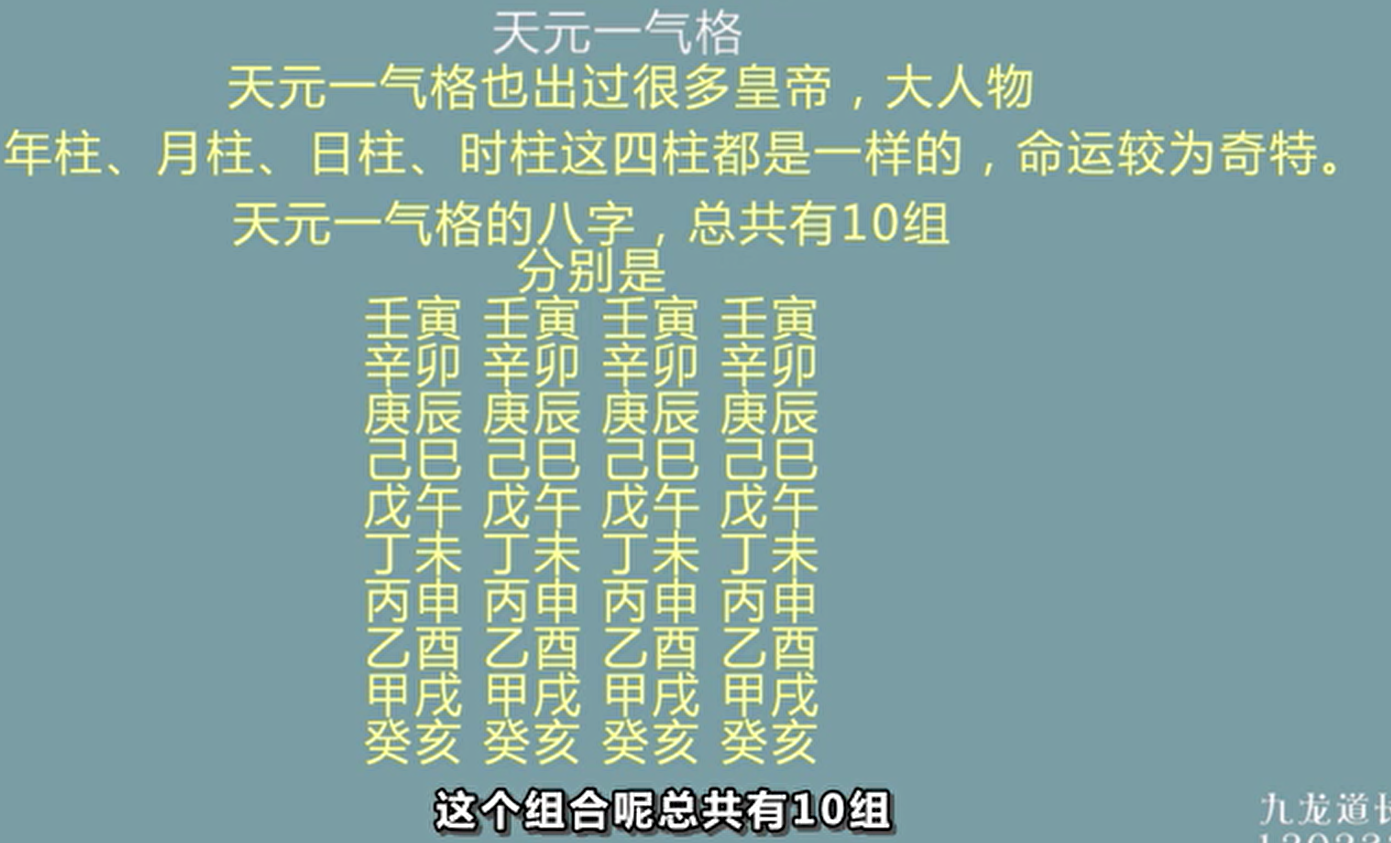 天元一气格
天元一气格也出过很多皇帝，大人物
年柱、月柱、日柱、时柱这四柱都是一样的，命运较为奇特。
天元一气格的八字，总共有10组
分别是
壬寅 壬寅 壬寅 壬寅
辛卯 辛卯 辛卯 辛卯
庚辰 庚辰 庚辰 庚辰
己巳 己巳 己巳 己巳
戊午 戊午 戊午 戊午
丁未 丁未 丁未 丁未
丙申 丙申 丙申 丙申
乙酉 乙酉 乙酉 乙酉
甲戌 甲戌 甲戌 甲戌
癸亥 癸亥 癸亥 癸亥
这个组合呢总共有10组
九龙道长